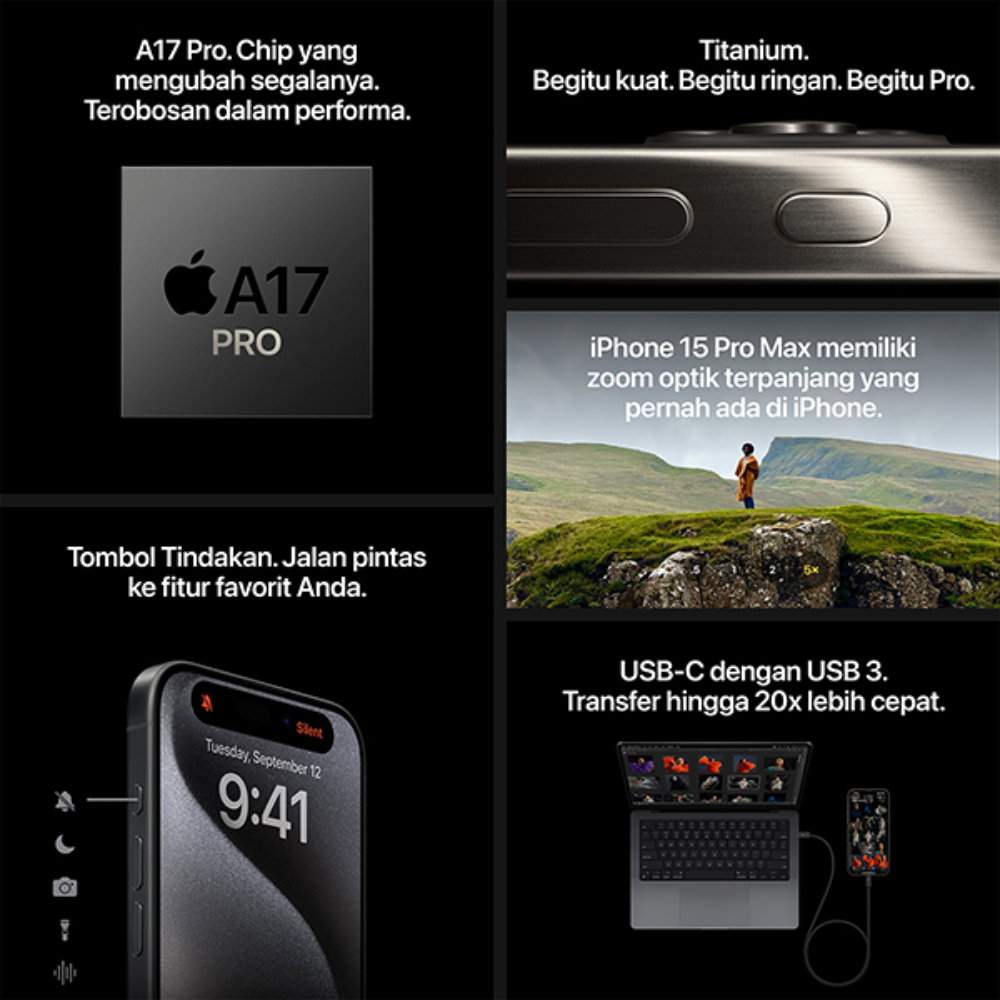 A17 Pro. Chip yang
mengubah segalanya.
Terobosan dalam performa.
A17
PRO
Titanium.
Begitu kuat. Begitu ringan. Begitu Pro.
iPhone 15 Pro Max memiliki
zoom optik terpanjang yang
pernah ada di iPhone.
.5 1 2 5×
Tombol Tindakan. Jalan pintas
ke fitur favorit Anda.
Silent
Tuesday, September 12
9:41
USB-C dengan USB 3.
Transfer hingga 20x lebih cepat.